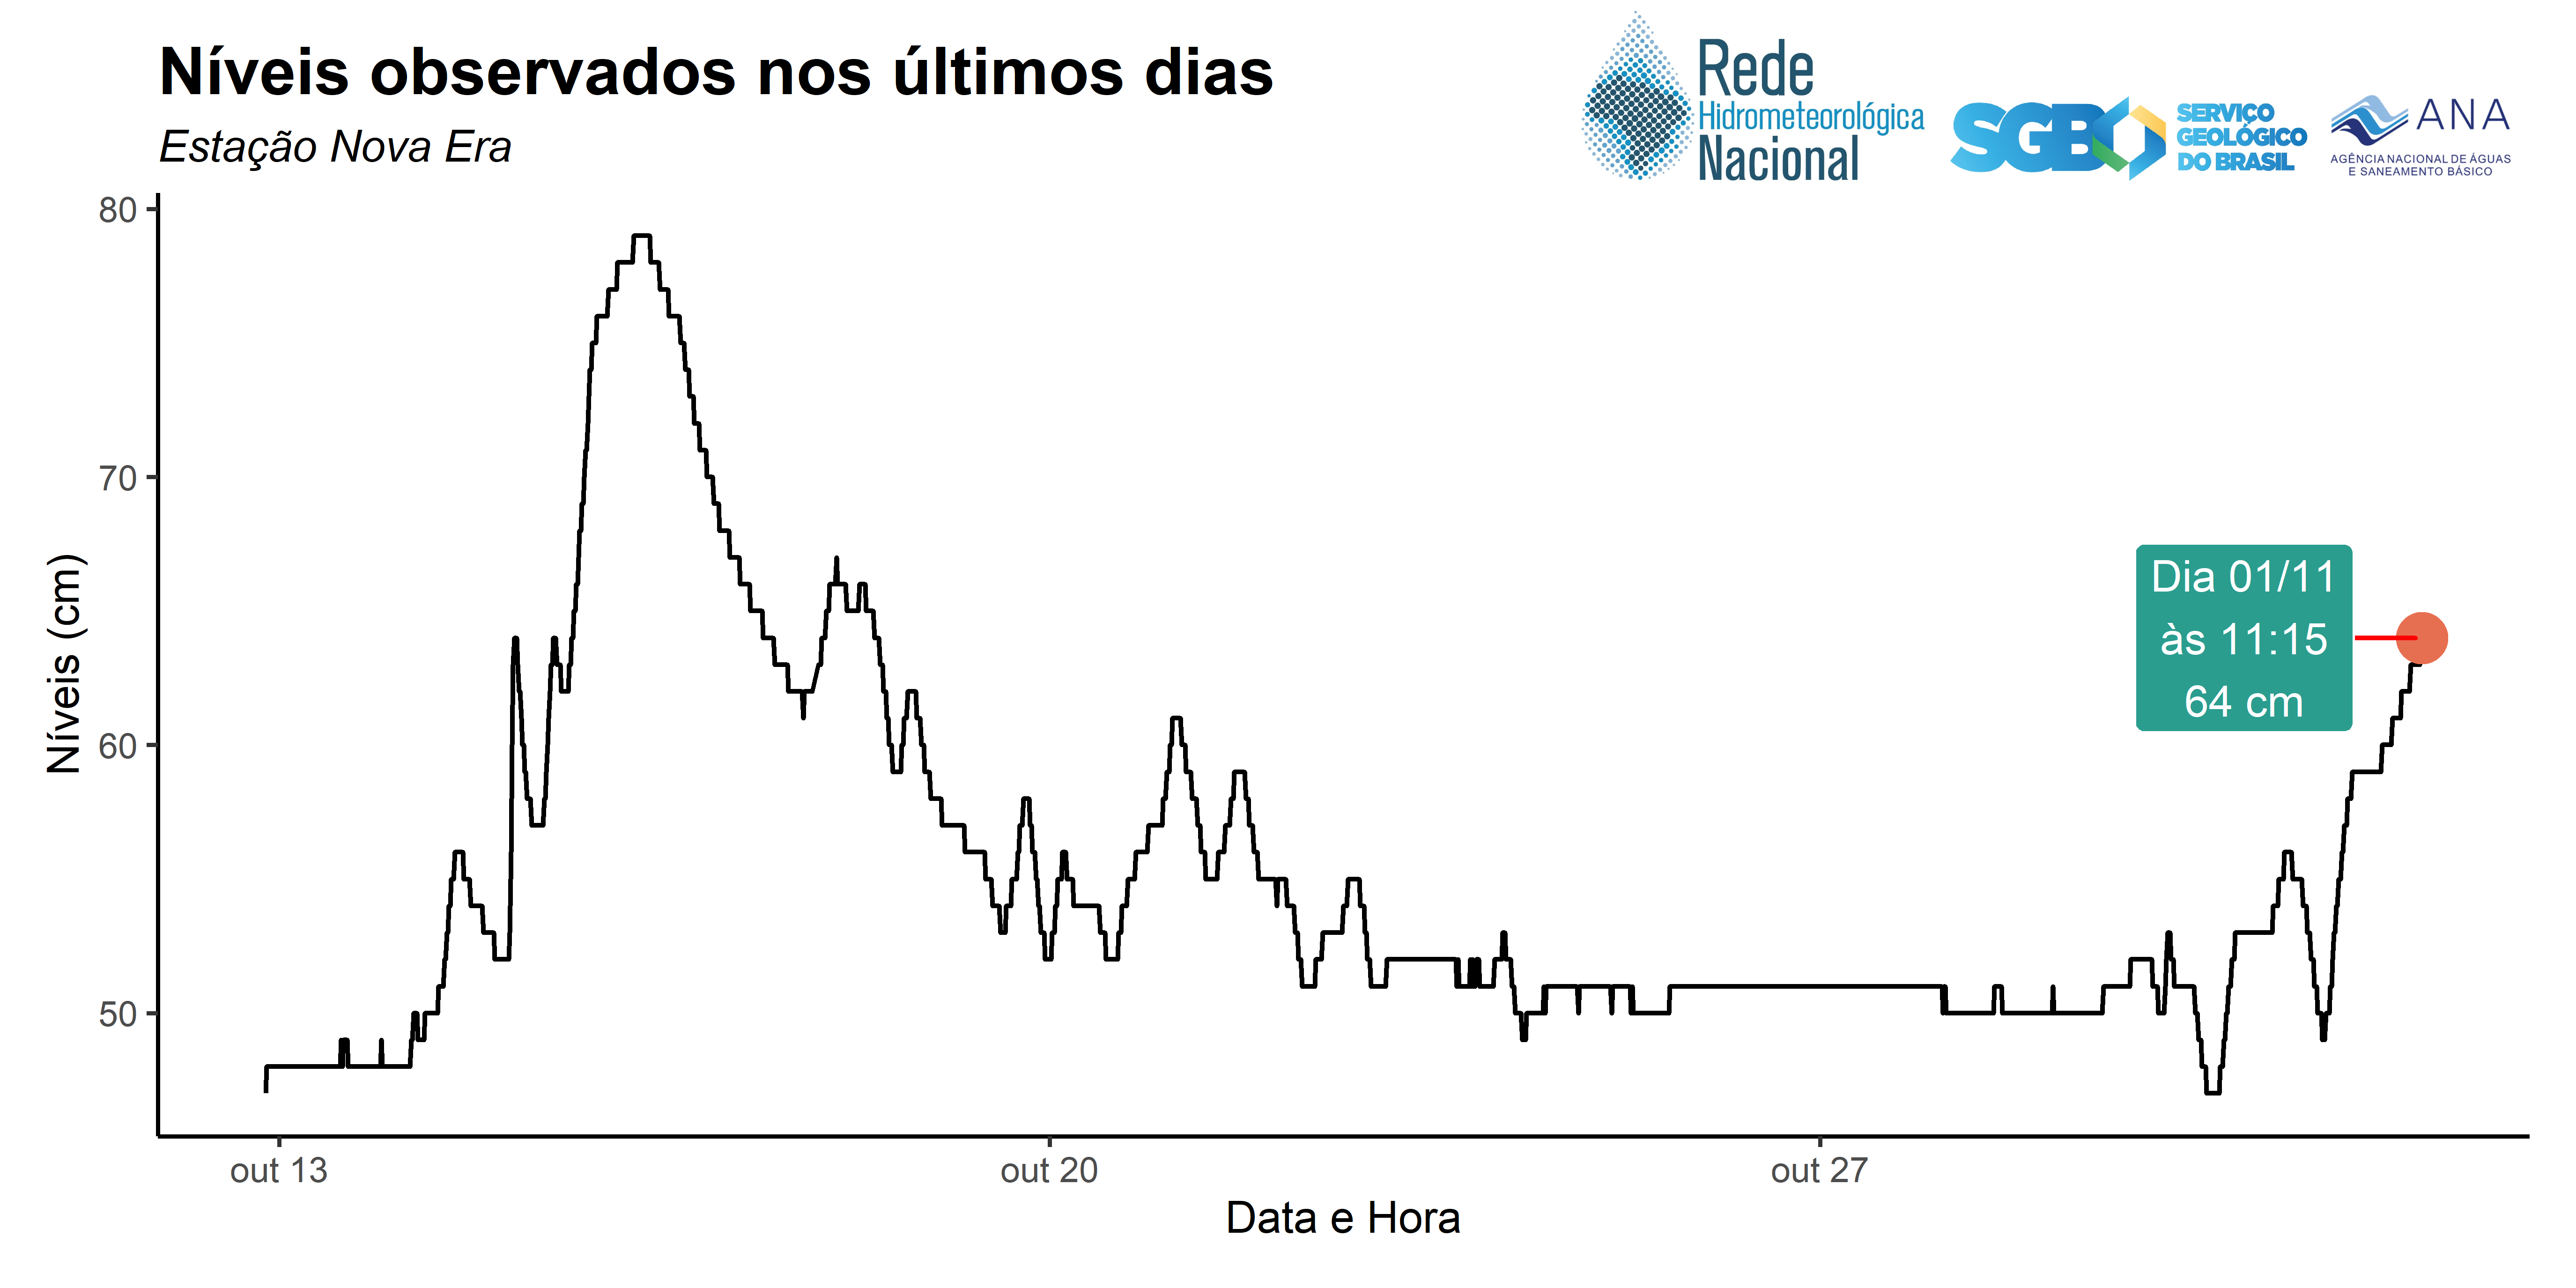 Níveis observados nos últimos dias
Estação Nova Era
Rede
Hidrometeorológica
Nacional
SGB
SERVIÇO
GEOLÓGICO
DO BRASIL
ANA
AGÊNCIA NACIONAL DE ÁGUAS
E SANEAMENTO BÁSICO
Níveis (cm)
80
70
60
50
Dia 01/11
às 11:15
64 cm
out 13
out 20
out 27
Data e Hora